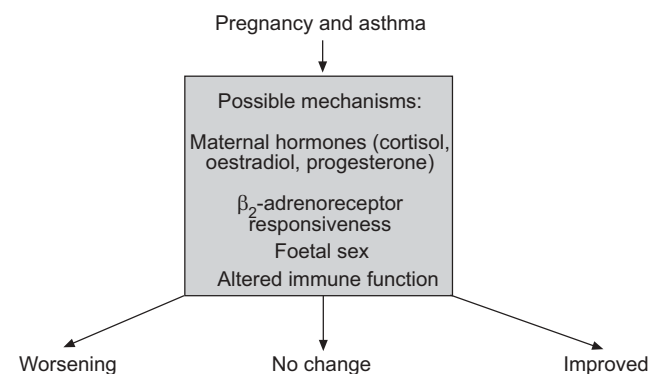 Pregnancy and asthma
Possible mechanisms:
Maternal hormones (cortisol,
oestradiol, progesterone)
β2-adrenoreceptor
responsiveness
Foetal sex
Altered immune function
Worsening
No change
Improved